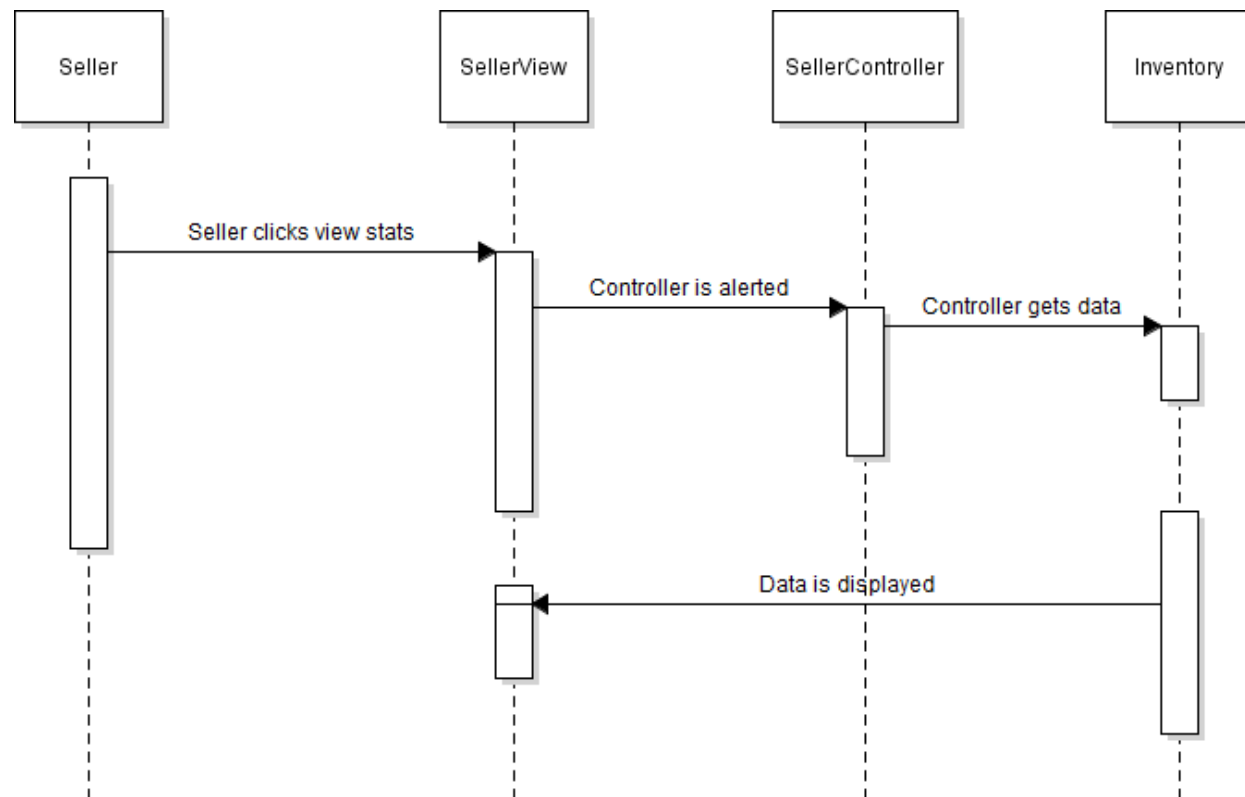 Seller
SellerView
SellerController
Inventory
Seller clicks view stats
Controller is alerted
Controller gets data
Data is displayed